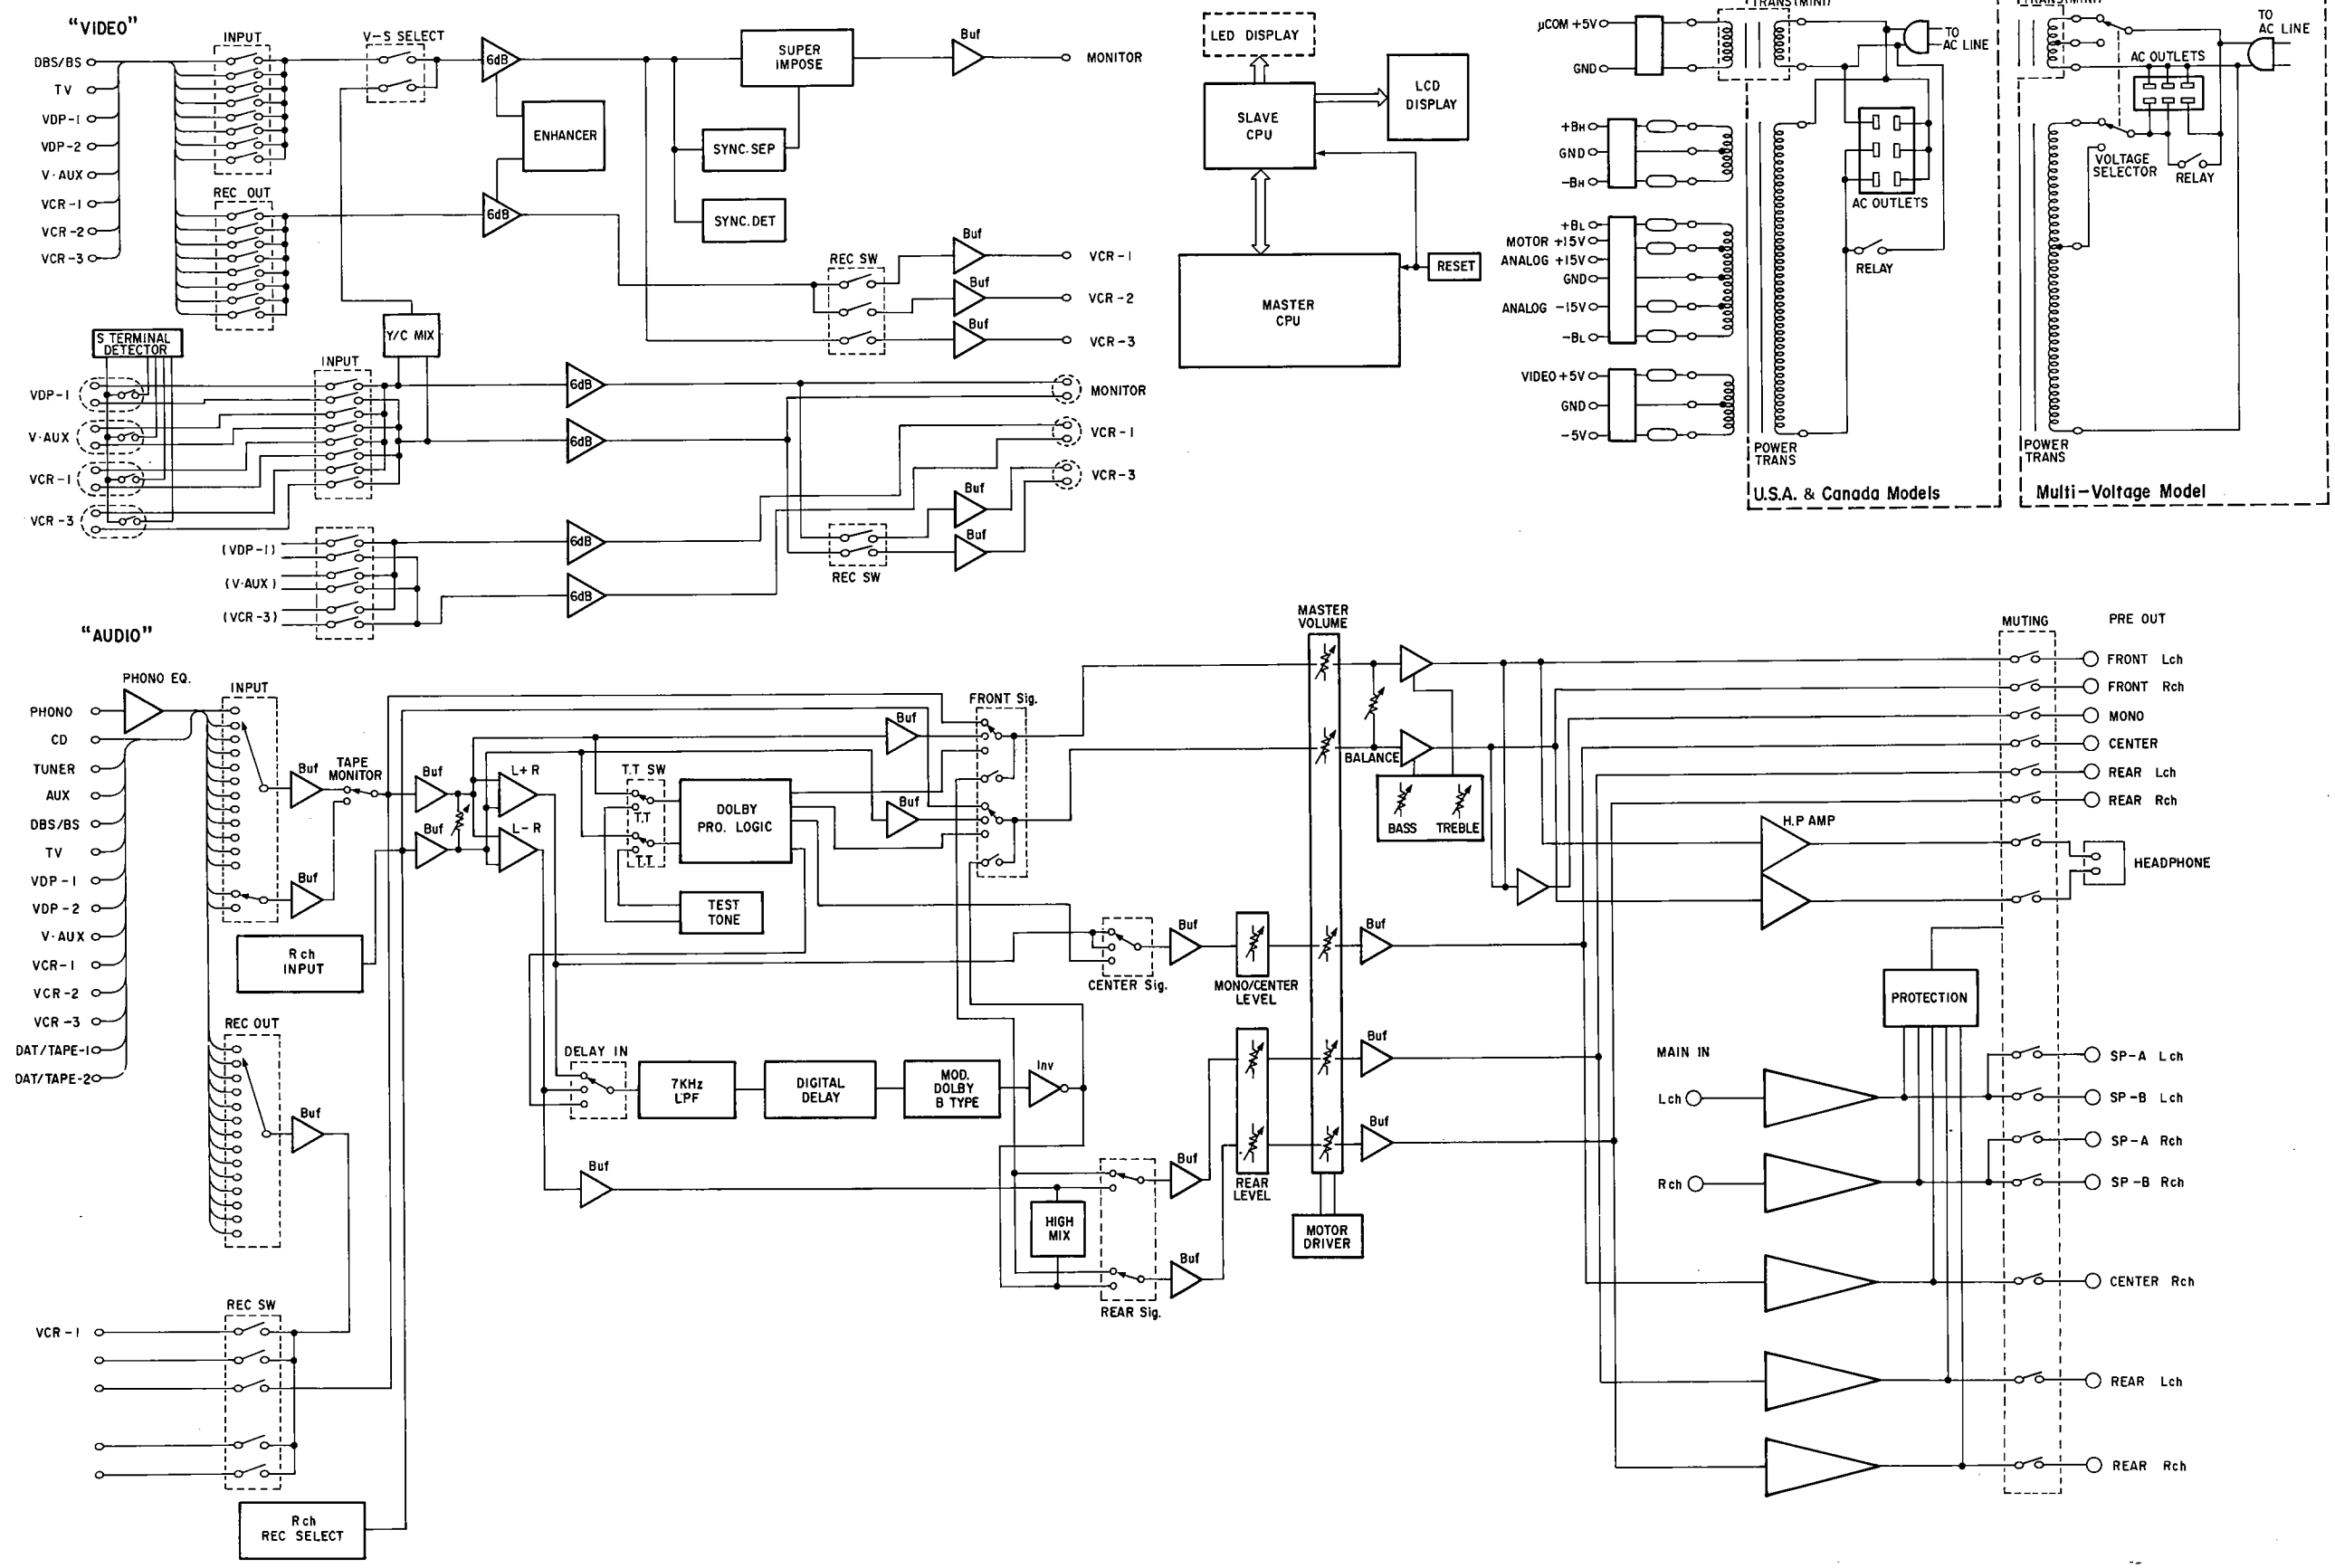 "VIDEO"
DBS/BS
TV
VDP-1
VDP-2
V·AUX
VCR-1
VCR-2
VCR-3
INPUT
REC OUT
V-S SELECT
6dB
6dB
ENHANCER
SUPER
IMPOSE
SYNC.SEP
SYNC.DET
Buf
MONITOR
REC SW
Buf
VCR-1
Buf
VCR-2
Buf
VCR-3
S TERMINAL
DETECTOR
VDP-1
V·AUX
VCR-1
VCR-3
INPUT
Y/C MIX
(VDP-1)
(V·AUX)
(VCR-3)
6dB
6dB
6dB
6dB
REC SW
Buf
Buf
MONITOR
VCR-1
VCR-3
LED DISPLAY
SLAVE
CPU
LCD
DISPLAY
MASTER
CPU
RESET
µCOM +5V
GND
+BH
GND
-BH
+BL
MOTOR +15V
ANALOG +15V
GND
ANALOG -15V
-BL
VIDEO +5V
GND
-5V
TRANS(MINI)
TO
AC LINE
AC OUTLETS
RELAY
POWER
TRANS
U.S.A. & Canada Models
TRANS(MINI)
TO
AC LINE
AC OUTLETS
VOLTAGE
SELECTOR
RELAY
POWER
TRANS
Multi-Voltage Model
"AUDIO"
PHONO EQ.
PHONO
CD
TUNER
AUX
DBS/BS
TV
VDP-1
VDP-2
V·AUX
VCR-1
VCR-2
VCR-3
DAT/TAPE-1
DAT/TAPE-2
INPUT
Buf
Buf
TAPE
MONITOR
Rch
INPUT
REC OUT
Buf
REC SW
VCR-1
Rch
REC SELECT
Buf
Buf
L+R
L-R
T.T SW
T.T
T.T
DOLBY
PRO. LOGIC
TEST
TONE
Buf
Buf
FRONT Sig.
DELAY IN
7KHz
LPF
DIGITAL
DELAY
MOD.
DOLBY
B TYPE
Inv
Buf
HIGH
MIX
CENTER Sig.
Buf
MONO/CENTER
LEVEL
REAR Sig.
Buf
Buf
REAR
LEVEL
MASTER
VOLUME
MOTOR
DRIVER
BALANCE
BASS
TREBLE
Buf
Buf
Buf
H.P AMP
MUTING
PRE OUT
FRONT Lch
FRONT Rch
MONO
CENTER
REAR Lch
REAR Rch
HEADPHONE
PROTECTION
MAIN IN
Lch
Rch
SP-A Lch
SP-B Lch
SP-A Rch
SP-B Rch
CENTER Rch
REAR Lch
REAR Rch